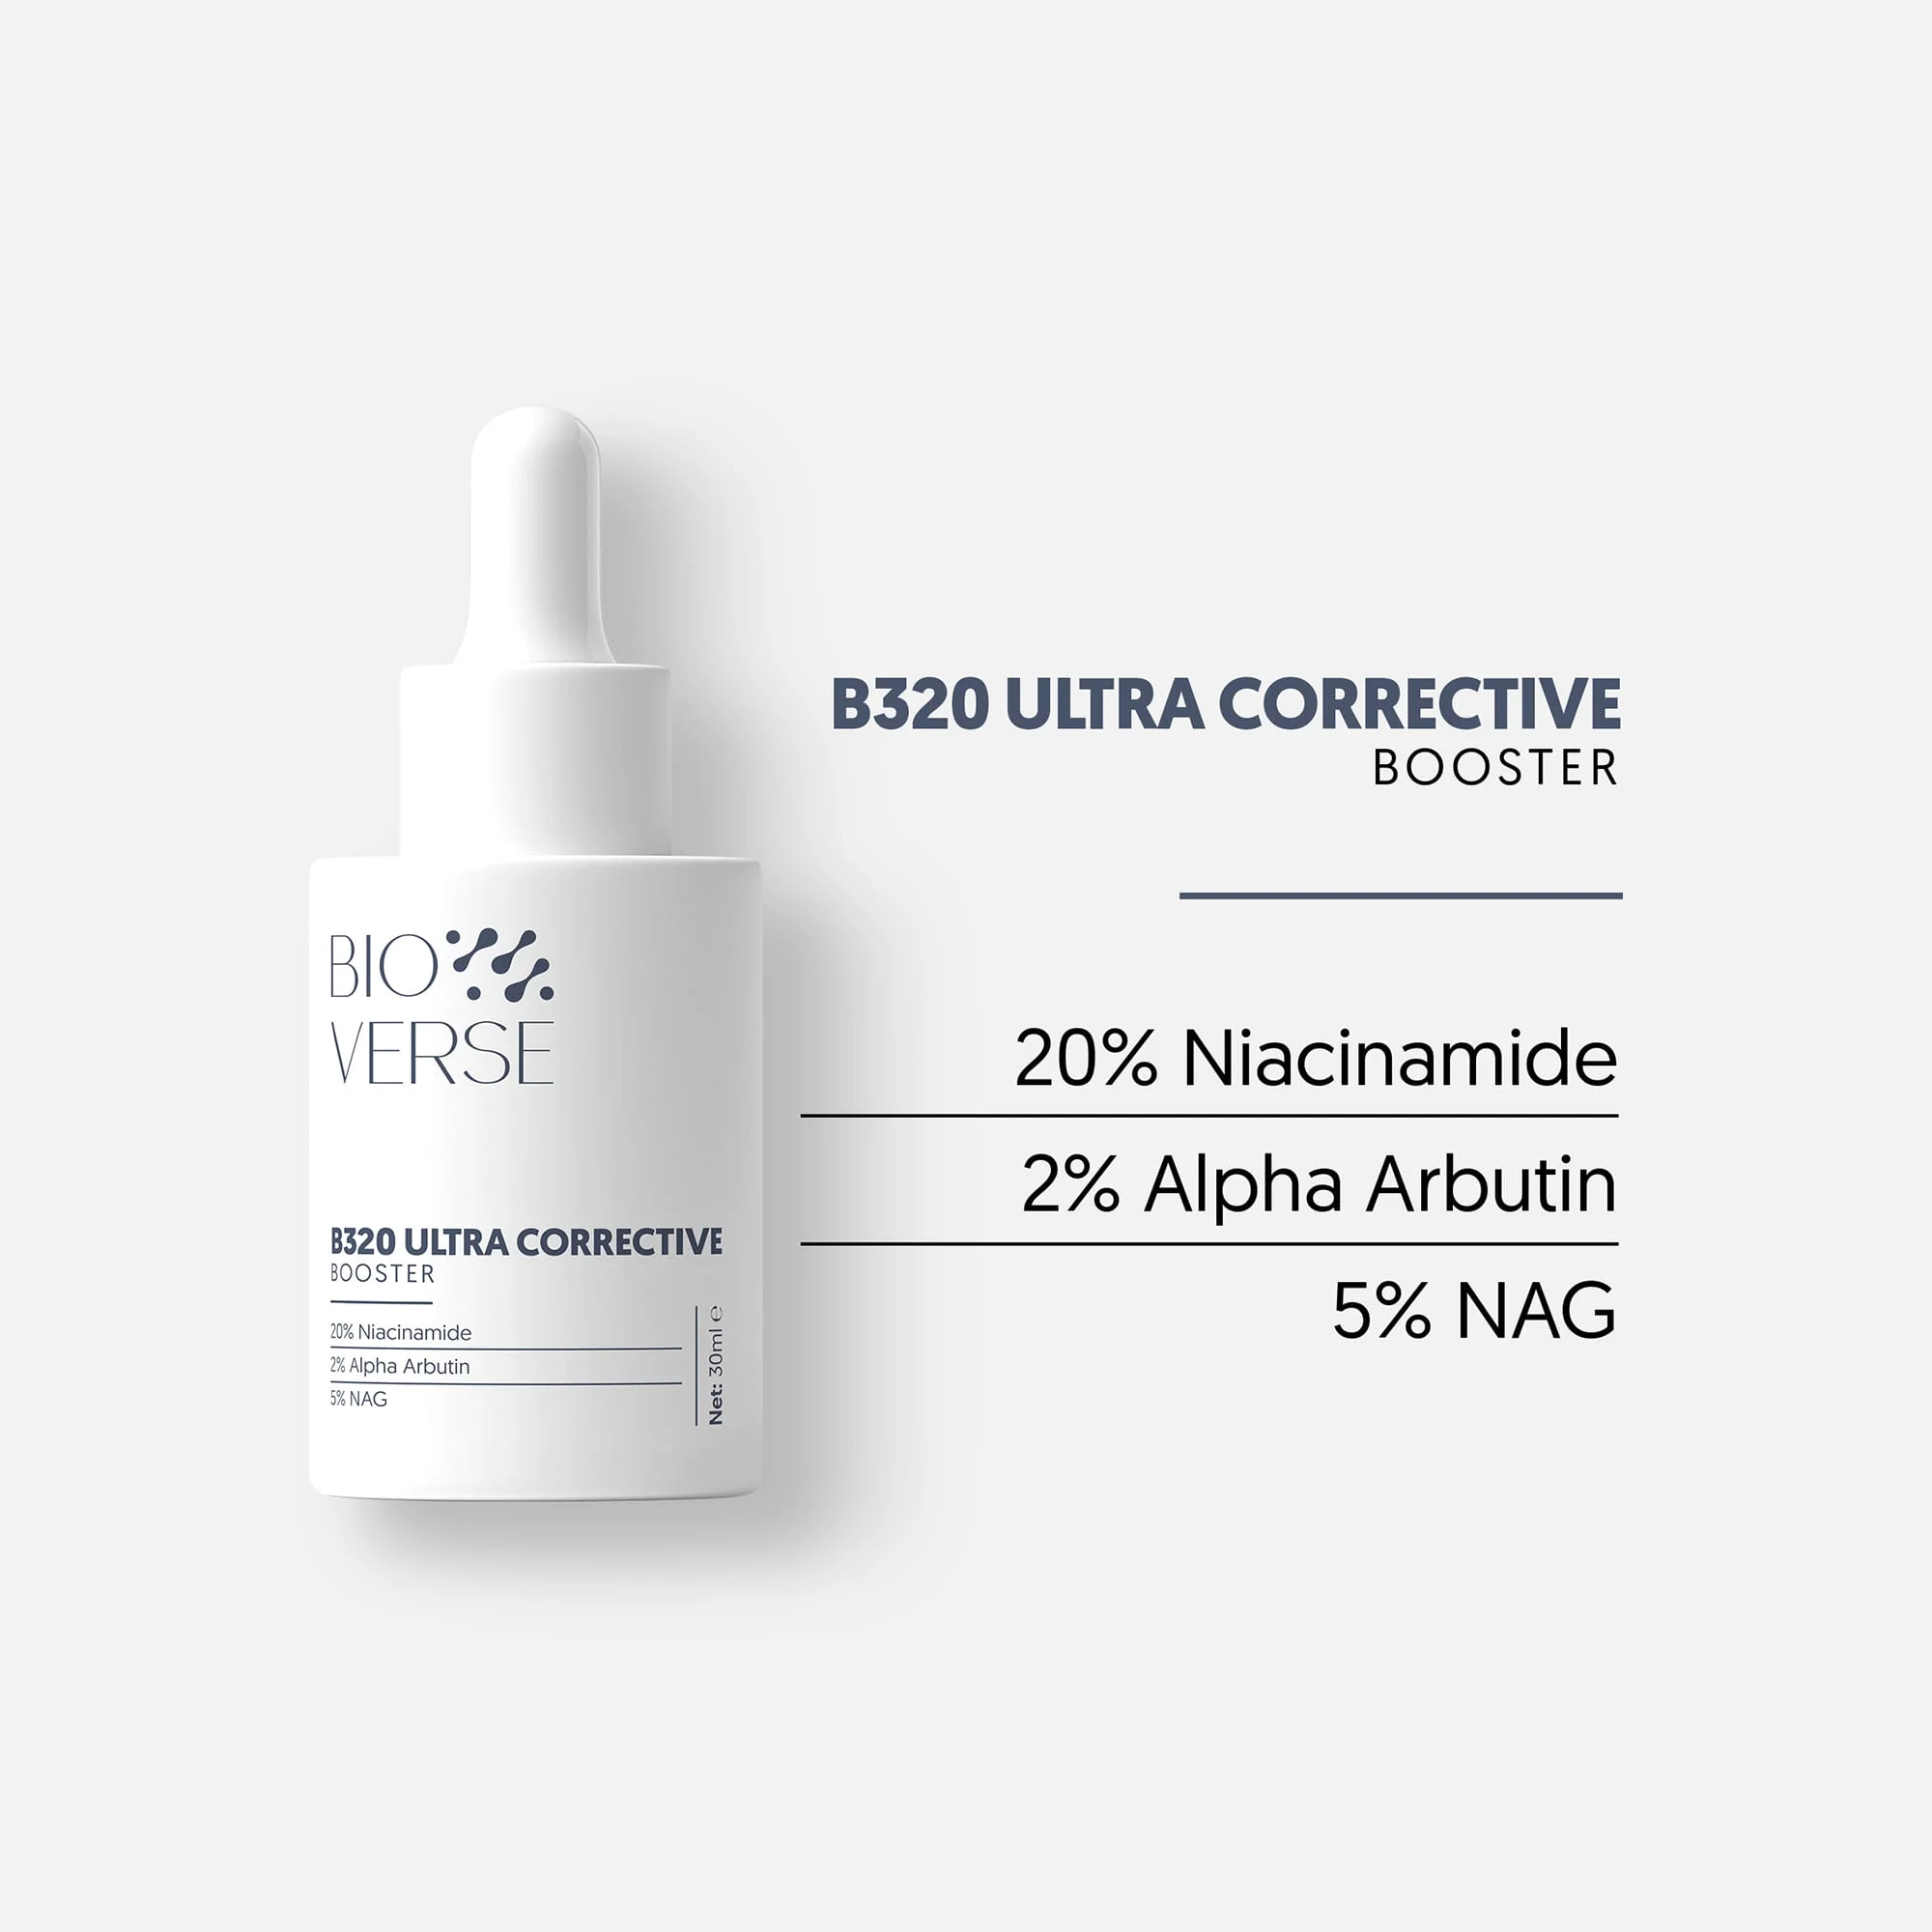 BIO
VERSE
B320 ULTRA CORRECTIVE
BOOSTER
20% Niacinamide
2% Alpha Arbutin
5% NAG
Net: 30ml e
B320 ULTRA CORRECTIVE
BOOSTER
20% Niacinamide
2% Alpha Arbutin
5% NAG